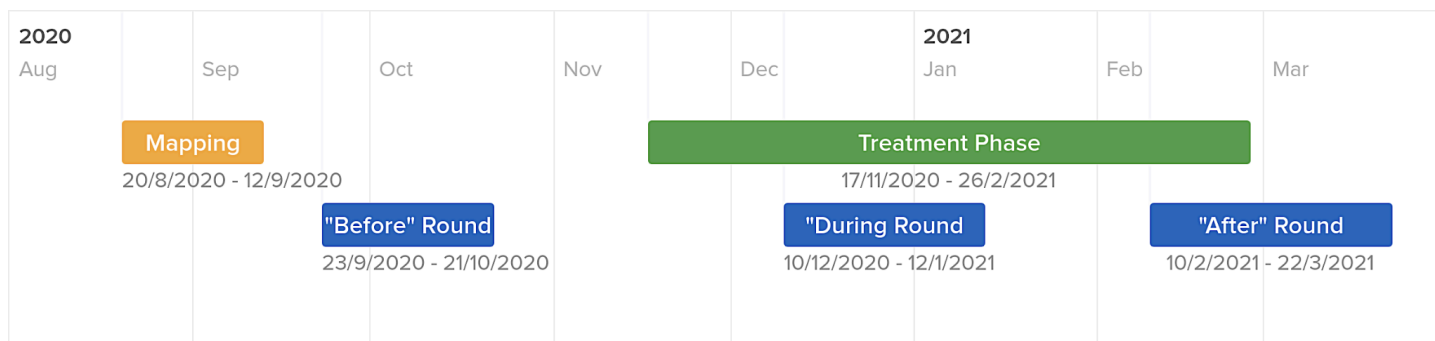 2020 2021
Aug Sep Oct Nov Dec Jan Feb Mar
Mapping Treatment Phase
20/8/2020 - 12/9/2020 17/11/2020 - 26/2/2021
"Before" Round "During Round "After" Round
23/9/2020 - 21/10/2020 10/12/2020 - 12/1/2021 10/2/2021 - 22/3/2021